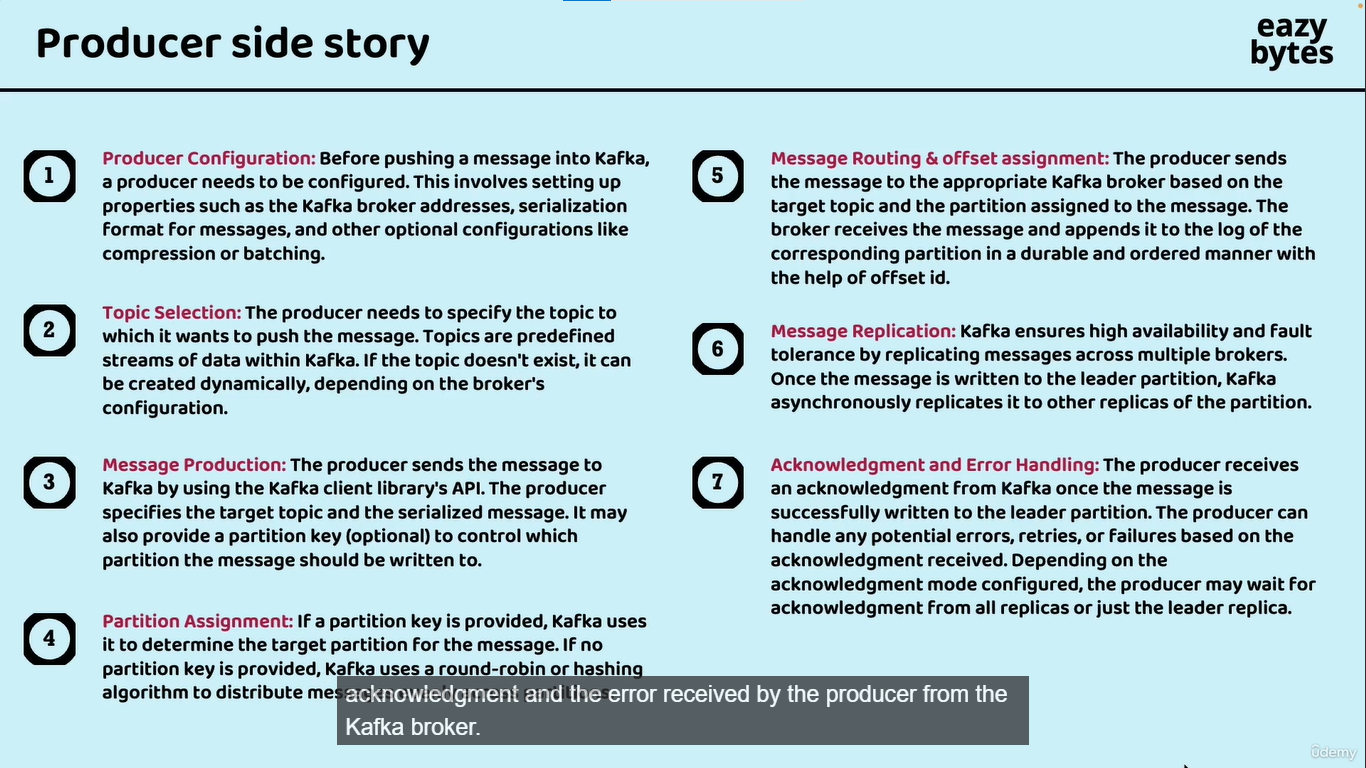 Producer side story
eazy
bytes
1
Producer Configuration: Before pushing a message into Kafka,
a producer needs to be configured. This involves setting up
properties such as the Kafka broker addresses, serialization
format for messages, and other optional configurations like
compression or batching.
2
Topic Selection: The producer needs to specify the topic to
which it wants to push the message. Topics are predefined
streams of data within Kafka. If the topic doesn't exist, it can
be created dynamically, depending on the broker's
configuration.
3
Message Production: The producer sends the message to
Kafka by using the Kafka client library's API. The producer
specifies the target topic and the serialized message. It may
also provide a partition key (optional) to control which
partition the message should be written to.
4
Partition Assignment: If a partition key is provided, Kafka uses
it to determine the target partition for the message. If no
partition key is provided, Kafka uses a round-robin or hashing
algorithm to distribute
5
Message Routing & offset assignment: The producer sends
the message to the appropriate Kafka broker based on the
target topic and the partition assigned to the message. The
broker receives the message and appends it to the log of the
corresponding partition in a durable and ordered manner with
the help of offset id.
6
Message Replication: Kafka ensures high availability and fault
tolerance by replicating messages across multiple brokers.
Once the message is written to the leader partition, Kafka
asynchronously replicates it to other replicas of the partition.
7
Acknowledgment and Error Handling: The producer receives
an acknowledgment from Kafka once the message is
successfully written to the leader partition. The producer can
handle any potential errors, retries, or failures based on the
acknowledgment received. Depending on the
acknowledgment mode configured, the producer may wait for
acknowledgment from all replicas or just the leader replica.
acknowledgment and the error received by the producer from the
Kafka broker.
ûdemy